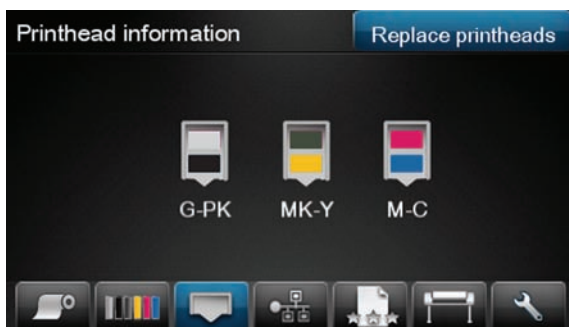 Printhead information
Replace printheads
G-PK
MK-Y
M-C